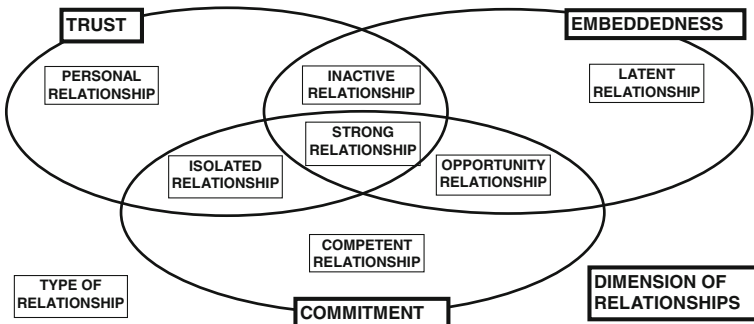 TRUST
EMBEDDEDNESS
PERSONAL
RELATIONSHIP
INACTIVE
RELATIONSHIP
LATENT
RELATIONSHIP
STRONG
RELATIONSHIP
ISOLATED
RELATIONSHIP
OPPORTUNITY
RELATIONSHIP
COMPETENT
RELATIONSHIP
TYPE OF
RELATIONSHIP
DIMENSION OF
RELATIONSHIPS
COMMITMENT